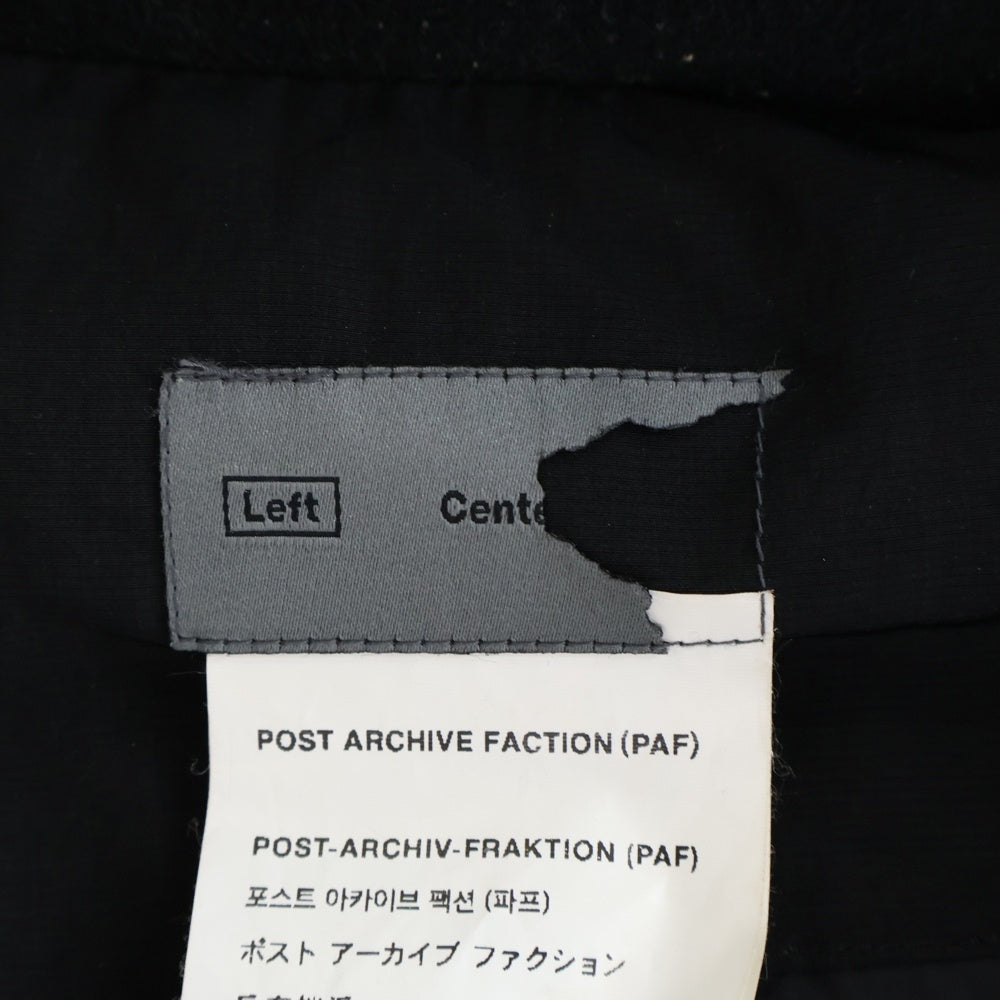 Left Cente
POST ARCHIVE FACTION (PAF)
POST-ARCHIV-FRAKTION (PAF)
포스트 아카이브 팩션 (파프)
ポスト アーカイブ ファクション